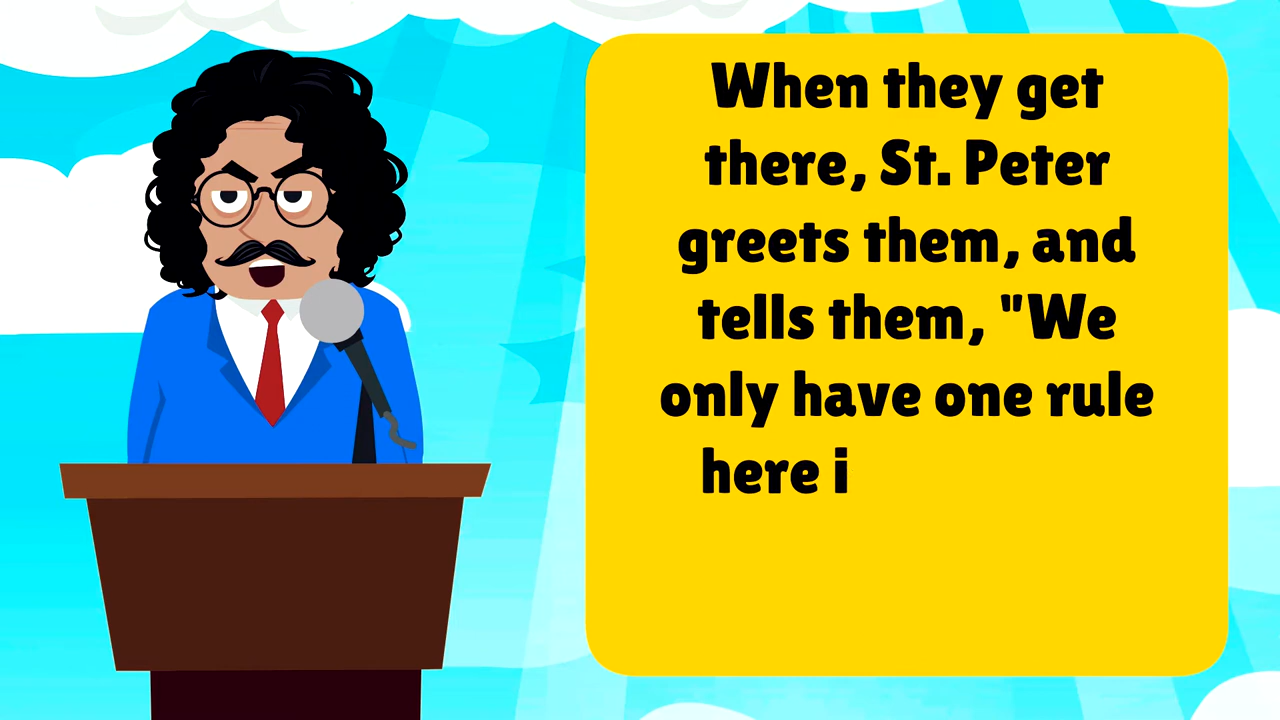 When they get
there, St. Peter
greets them, and
tells them, "We
only have one rule
here i